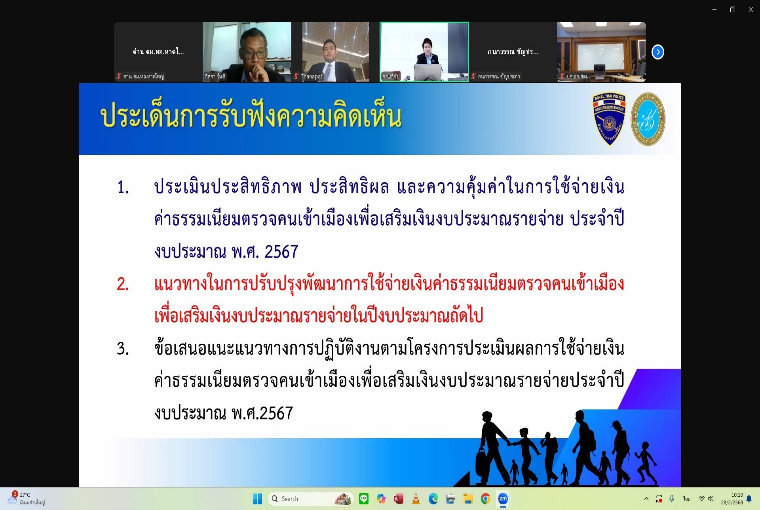 Thanapat
ประเด็นการรับฟังความคิดเห็น
1. ประเมินประสิทธิภาพ ประสิทธิผล และความคุ้มค่าในการใช้จ่ายเงิน
ค่าธรรมเนียมตรวจคนเข้าเมืองเพื่อเสริมเงินงบประมาณรายจ่าย ประจำปี
งบประมาณ พ.ศ. 2567
2. แนวทางในการปรับปรุงพัฒนาการใช้จ่ายเงินค่าธรรมเนียมตรวจคนเข้าเมือง
เพื่อเสริมเงินงบประมาณรายจ่ายในปีงบประมาณถัดไป
3. ข้อเสนอแนะแนวทางการปฏิบัติงานตามโครงการประเมินผลการใช้จ่ายเงิน
ค่าธรรมเนียมตรวจคนเข้าเมืองเพื่อเสริมเงินงบประมาณรายจ่ายประจำปี
งบประมาณ พ.ศ.2567
27°C
Search